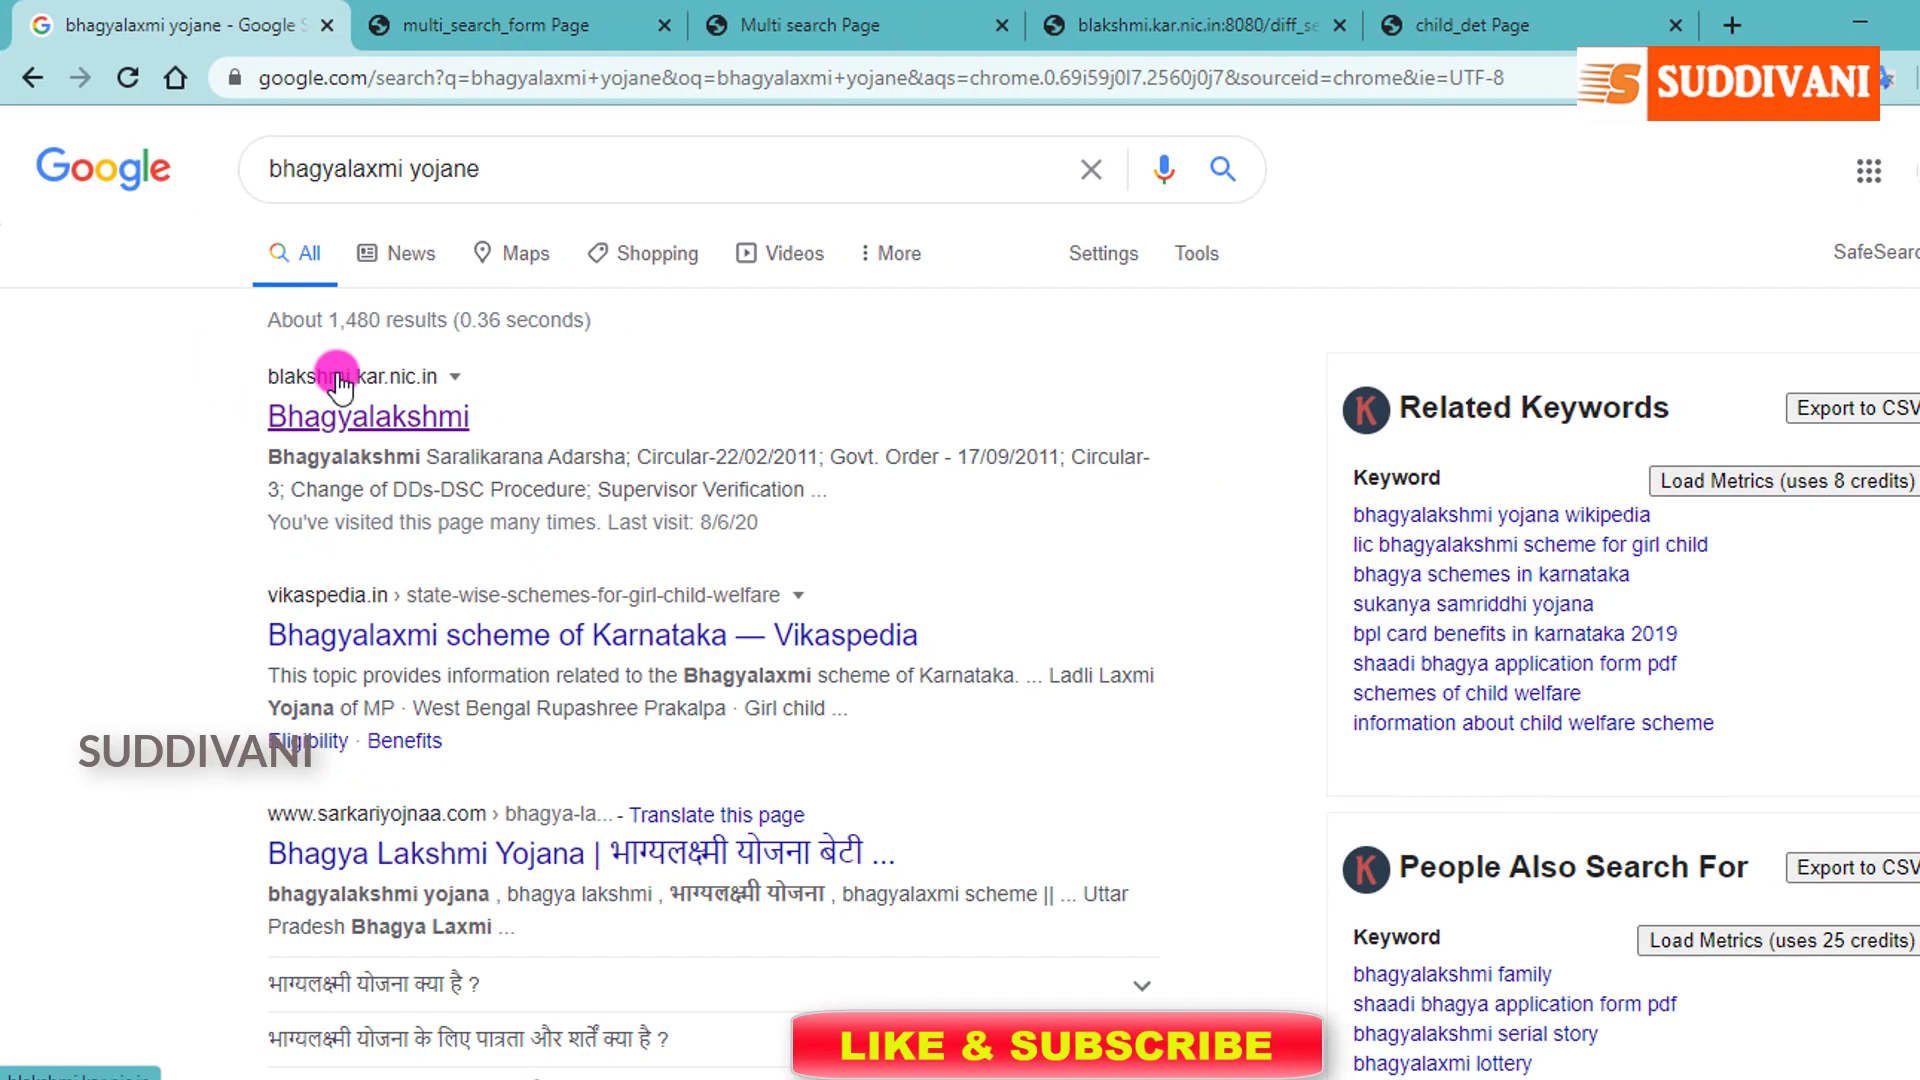 bhagyalaxmi yojane - Google S
multi_search_form Page
Multi search Page
blakshmi.kar.nic.in:8080/diff_se
child_det Page
google.com/search?q=bhagyalaxmi+yojane&oq=bhagyalaxmi+yojane&aqs=chrome.0.69i59j0l7.2560j0j7&sourceid=chrome&ie=UTF-8
SUDDIVANI
Google
bhagyalaxmi yojane
All
News
Maps
Shopping
Videos
More
Settings
Tools
SafeSearc
About 1,480 results (0.36 seconds)
blakshmi.kar.nic.in
Bhagyalakshmi
Bhagyalakshmi Saralikarana Adarsha; Circular-22/02/2011; Govt. Order - 17/09/2011; Circular-
3; Change of DDs-DSC Procedure; Supervisor Verification ...
You've visited this page many times. Last visit: 8/6/20
vikaspedia.in › state-wise-schemes-for-girl-child-welfare
Bhagyalaxmi scheme of Karnataka — Vikaspedia
This topic provides information related to the Bhagyalaxmi scheme of Karnataka. ... Ladli Laxmi
Yojana of MP · West Bengal Rupashree Prakalpa · Girl child ...
Eligibility · Benefits
SUDDIVANI
www.sarkariyojnaa.com › bhagya-la... - Translate this page
Bhagya Lakshmi Yojana | भाग्यलक्ष्मी योजना बेटी ...
bhagyalakshmi yojana , bhagya lakshmi , भाग्यलक्ष्मी योजना , bhagyalaxmi scheme || ... Uttar
Pradesh Bhagya Laxmi ...
भाग्यलक्ष्मी योजना क्या है ?
भाग्यलक्ष्मी योजना के लिए पात्रता और शर्तें क्या है ?
Related Keywords
Export to CSV
Keyword
Load Metrics (uses 8 credits)
bhagyalakshmi yojana wikipedia
lic bhagyalakshmi scheme for girl child
bhagya schemes in karnataka
sukanya samriddhi yojana
bpl card benefits in karnataka 2019
shaadi bhagya application form pdf
schemes of child welfare
information about child welfare scheme
People Also Search For
Export to CSV
Keyword
Load Metrics (uses 25 credits)
bhagyalakshmi family
shaadi bhagya application form pdf
bhagyalakshmi serial story
bhagyalaxmi lottery
LIKE & SUBSCRIBE